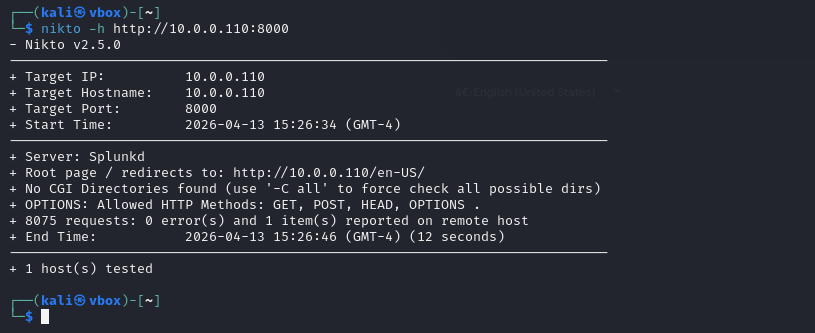 ┌──(kali㉿vbox)-[~]
└─$ nikto -h http://10.0.0.110:8000
- Nikto v2.5.0
---------------------------------------------------------------------------
+ Target IP:          10.0.0.110
+ Target Hostname:    10.0.0.110
+ Target Port:        8000
+ Start Time:         2026-04-13 15:26:34 (GMT-4)
---------------------------------------------------------------------------
+ Server: Splunkd
+ Root page / redirects to: http://10.0.0.110/en-US/
+ No CGI Directories found (use '-C all' to force check all possible dirs)
+ OPTIONS: Allowed HTTP Methods: GET, POST, HEAD, OPTIONS .
+ 8075 requests: 0 error(s) and 1 item(s) reported on remote host
+ End Time:           2026-04-13 15:26:46 (GMT-4) (12 seconds)
---------------------------------------------------------------------------
+ 1 host(s) tested
┌──(kali㉿vbox)-[~]
└─$
English (United States)